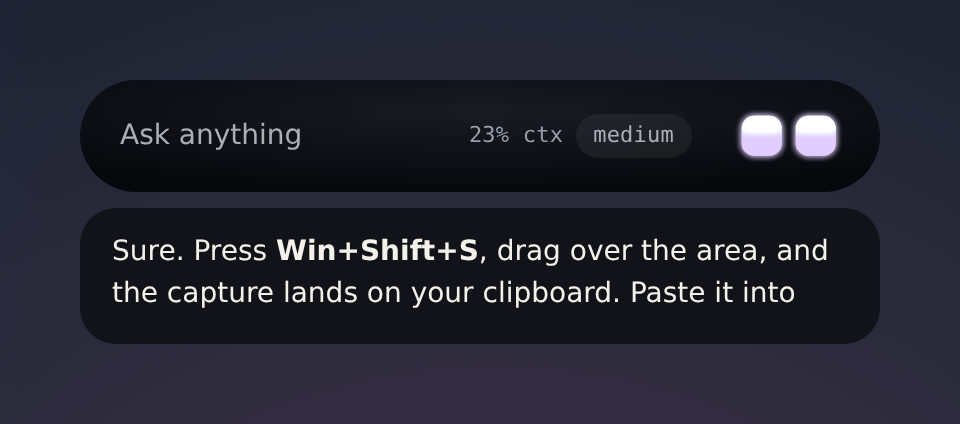 Ask anything
23% ctx
medium
Sure. Press Win+Shift+S, drag over the area, and
the capture lands on your clipboard. Paste it into